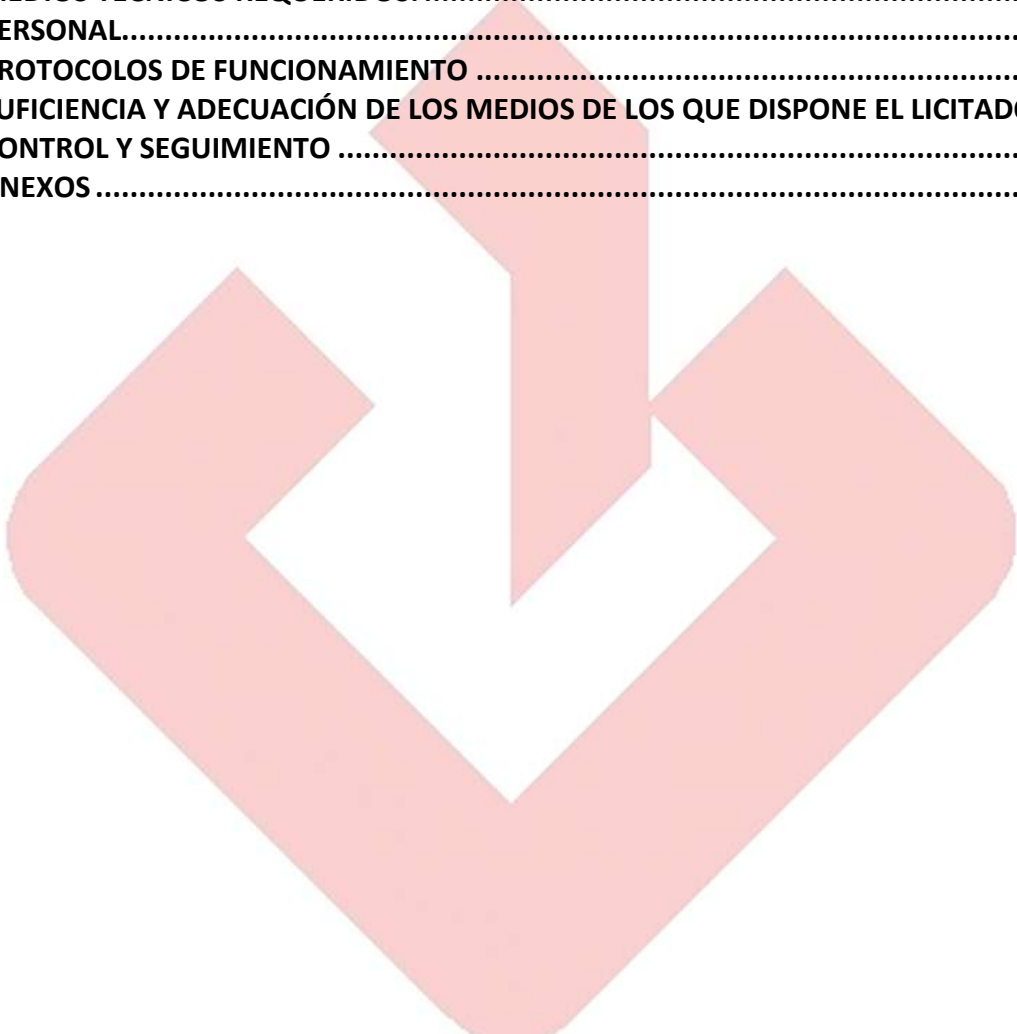 ERSONAL..........................................................................................................
ROTOCOLOS DE FUNCIONAMIENTO ................................................................
UFICIENCIA Y ADECUACIÓN DE LOS MEDIOS DE LOS QUE DISPONE EL LICITADO
ONTROL Y SEGUIMIENTO ...............................................................................
NEXOS ............................................................................................................